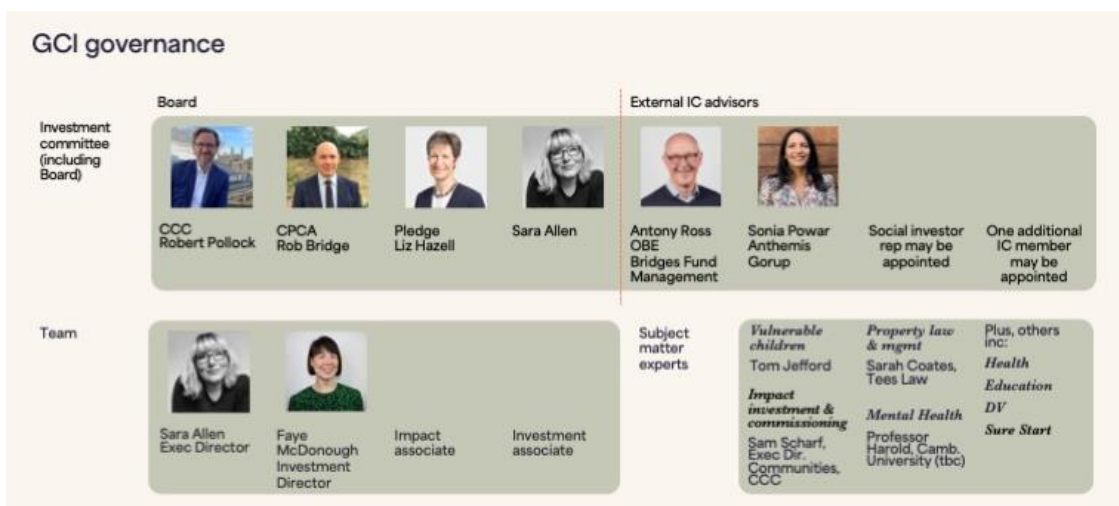 GCI governance
Board
External IC advisors
Investment
committee
(including
Board)
CCC
Robert Pollock
CPCA
Rob Bridge
Pledge
Liz Hazell
Sara Allen
Antony Ross
OBE
Bridges Fund
Management
Sonia Powar
Anthemis
Gorup
Social investor
rep may be
appointed
One additional
IC member
may be
appointed
Team
Sara Allen
Exec Director
Faye
McDonough
Investment
Director
Impact
associate
Investment
associate
Subject
matter
experts
Vulnerable
children
Tom Jefford
Impact
investment &
commissioning
Sam Scharf,
Exec Dir.
Communities,
CCC
Property law
& mgmt
Sarah Coates,
Tees Law
Mental Health
Professor
Harold, Camb.
University (tbc)
Plus, others
inc:
Health
Education
DV
Sure Start